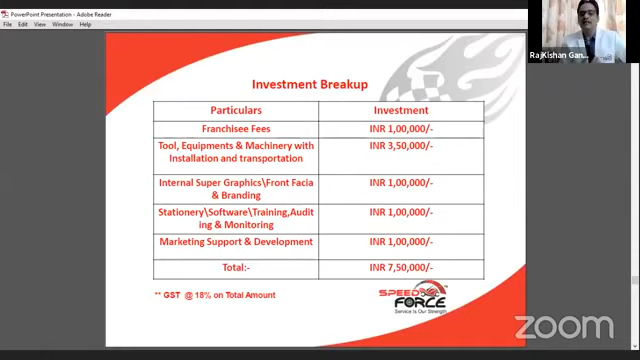 PowerPoint Presentation - Adobe Reader
File Edit View Window Help
RajKishan Gan...
Investment Breakup
Particulars Investment
Franchisee Fees INR 1,00,000/-
Tool, Equipments & Machinery with INR 3,50,000/-
Installation and transportation
Internal Super Graphics\Front Facia INR 1,00,000/-
& Branding
Stationery\Software\Training,Audit INR 1,00,000/-
ing & Monitoring
Marketing Support & Development INR 1,00,000/-
Total:- INR 7,50,000/-
** GST @ 18% on Total Amount
SPEED
FORCE
Service Is Our Strength
zoom